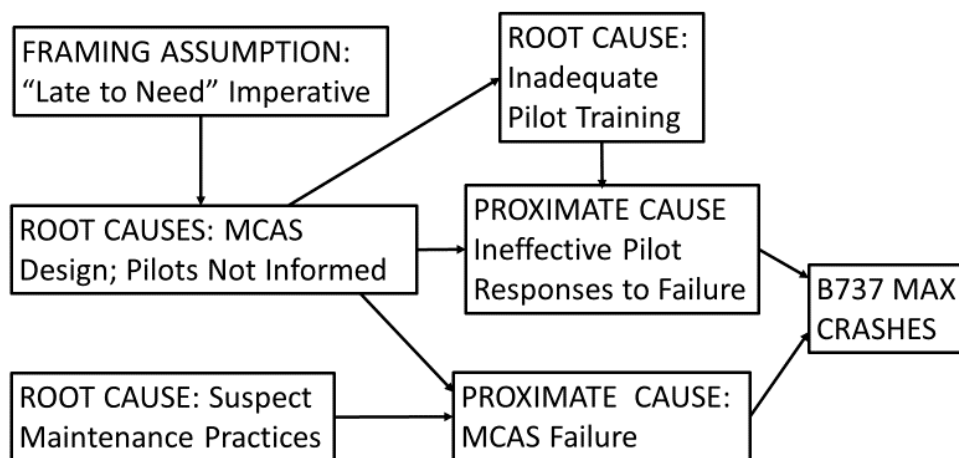 FRAMING ASSUMPTION:
“Late to Need” Imperative
ROOT CAUSE:
Inadequate
Pilot Training
ROOT CAUSES: MCAS
Design; Pilots Not Informed
PROXIMATE CAUSE
Ineffective Pilot
Responses to Failure
B737 MAX
CRASHES
ROOT CAUSE: Suspect
Maintenance Practices
PROXIMATE CAUSE:
MCAS Failure